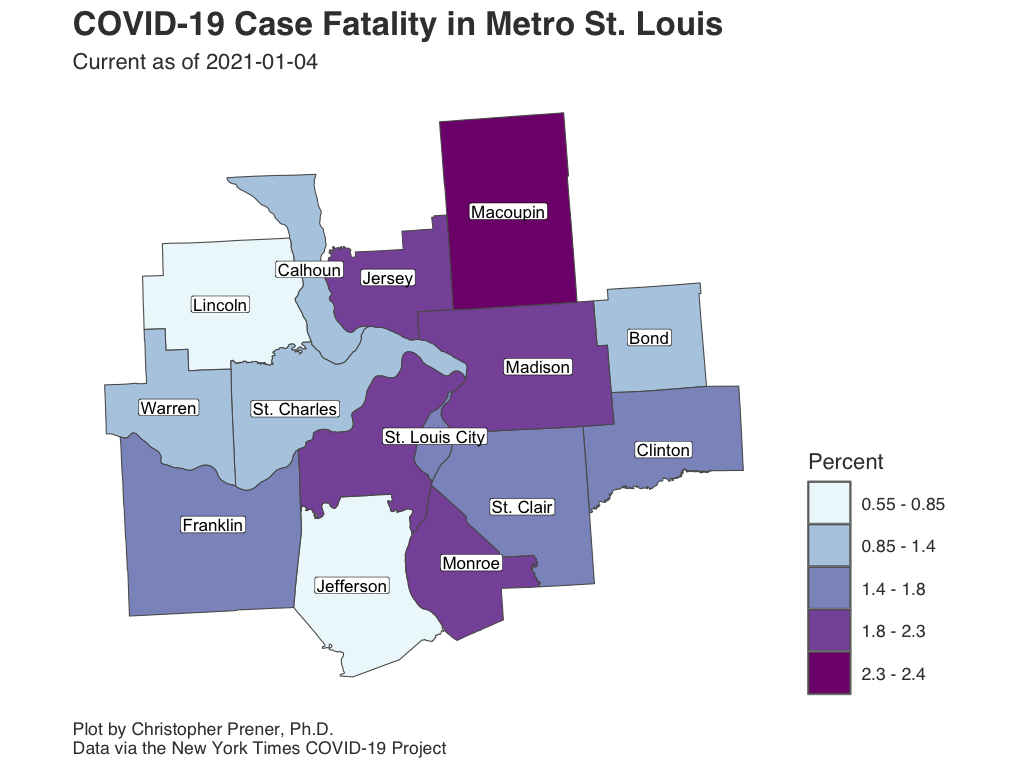 COVID-19 Case Fatality in Metro St. Louis
Current as of 2021-01-04
Macoupin
Calhoun
Jersey
Lincoln
Bond
Madison
Warren
St. Charles
St. Louis City
Clinton
St. Clair
Franklin
Monroe
Jefferson
Percent
0.55 - 0.85
0.85 - 1.4
1.4 - 1.8
1.8 - 2.3
2.3 - 2.4
Plot by Christopher Prener, Ph.D.
Data via the New York Times COVID-19 Project